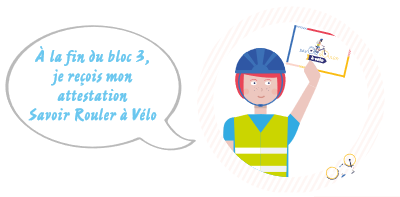 À la fin du bloc 3,
je reçois mon
attestation
Savoir Rouler à Vélo